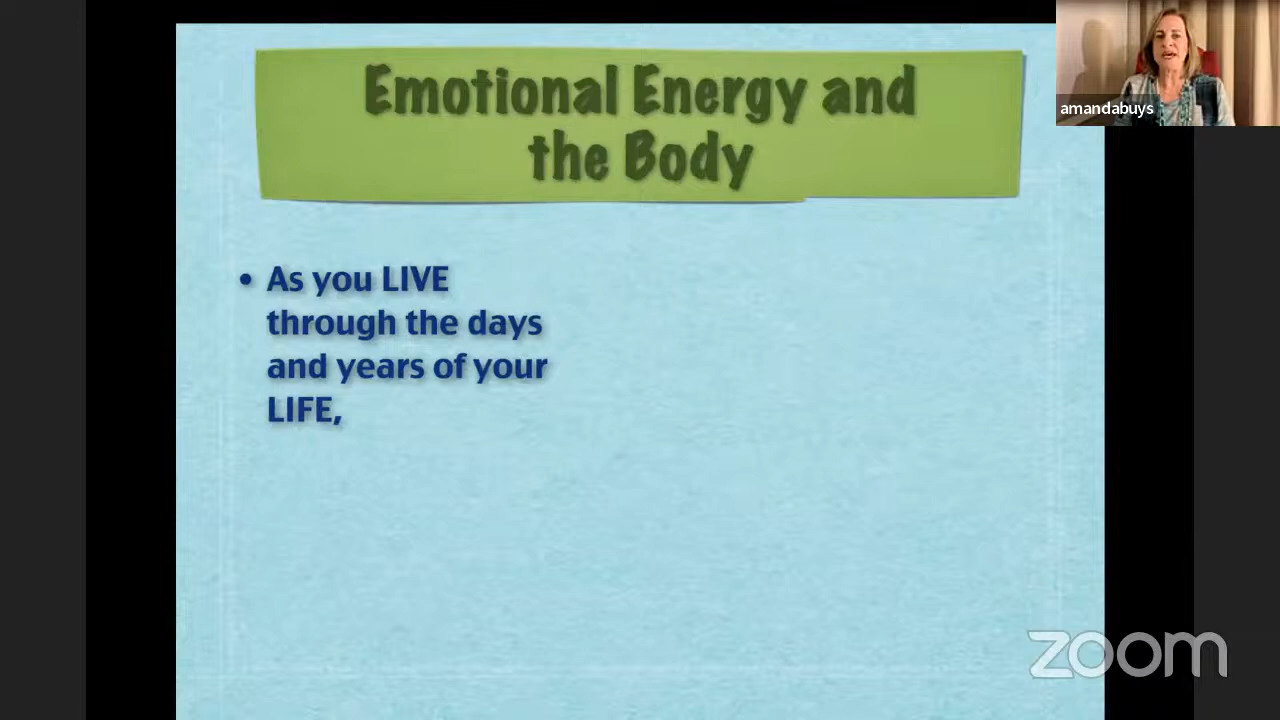 Emotional Energy and
the Body
amandabuys
• As you LIVE
through the days
and years of your
LIFE,
zoom